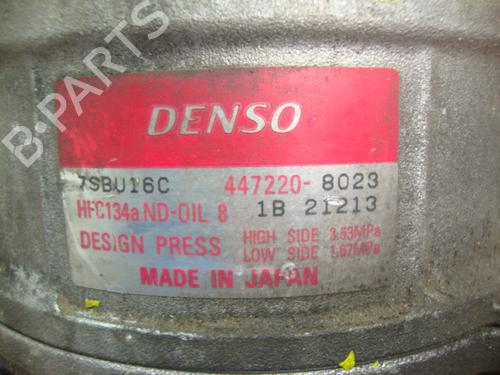 B-PARTS
DENSO
7SBU16C 447220-8023
HFC134a ND-OIL 8 1B 21213
DESIGN PRESS HIGH SIDE 3.53MPa
LOW SIDE 1.67MPa
MADE IN JAPAN